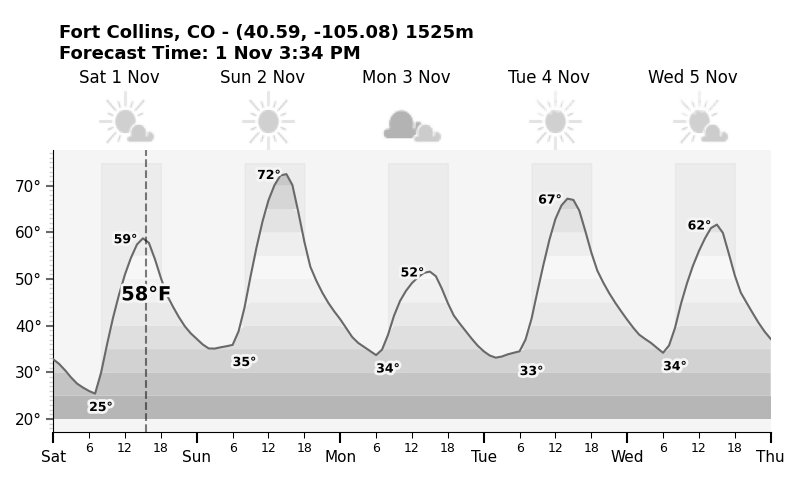 Fort Collins, CO - (40.59, -105.08) 1525m
Forecast Time: 1 Nov 3:34 PM
Sat 1 Nov Sun 2 Nov Mon 3 Nov Tue 4 Nov Wed 5 Nov
70°
60°
50°
40°
30°
20°
59° 72° 52° 67° 62°
58°F
25° 35° 34° 33° 34°
6 12 18 6 12 18 6 12 18 6 12 18 6 12 18
Sat Sun Mon Tue Wed Thu